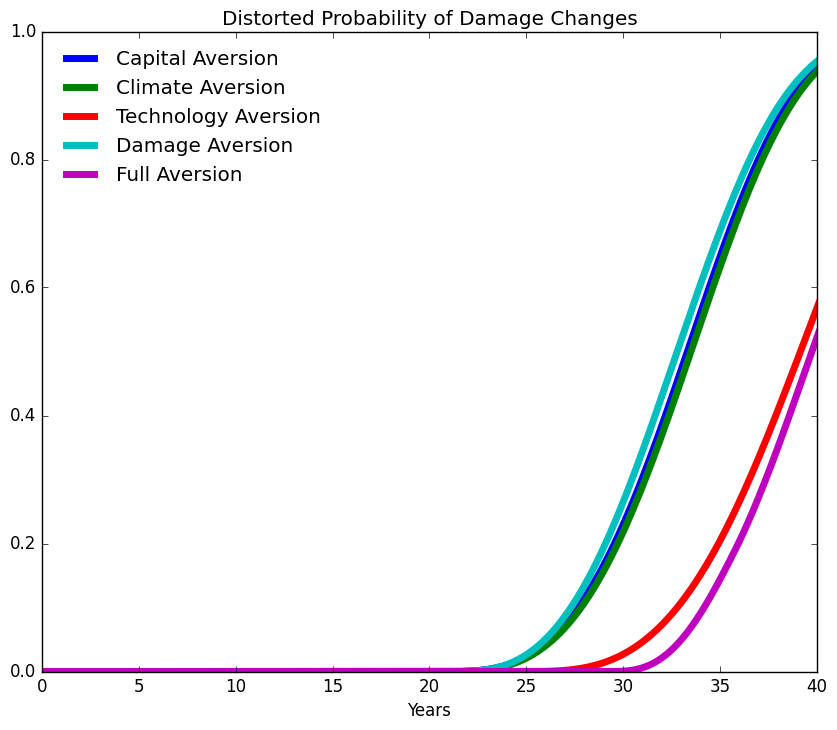 Distorted Probability of Damage Changes
1.0
0.8
0.6
0.4
0.2
0.0
Capital Aversion
Climate Aversion
Technology Aversion
Damage Aversion
Full Aversion
0 5 10 15 20 25 30 35 40
Years